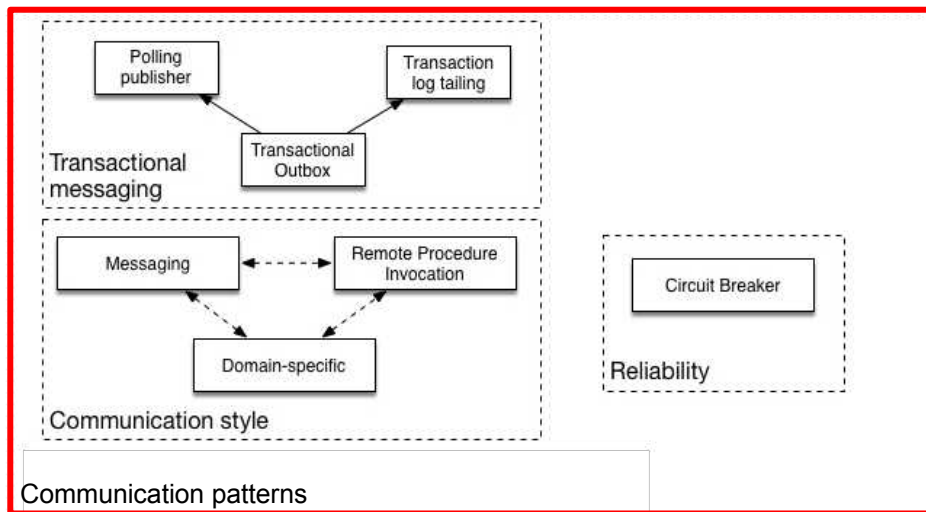 Polling
publisher
Transaction
log tailing
Transactional
Outbox
Transactional
messaging
Messaging
Remote Procedure
Invocation
Domain-specific
Communication style
Circuit Breaker
Reliability
Communication patterns